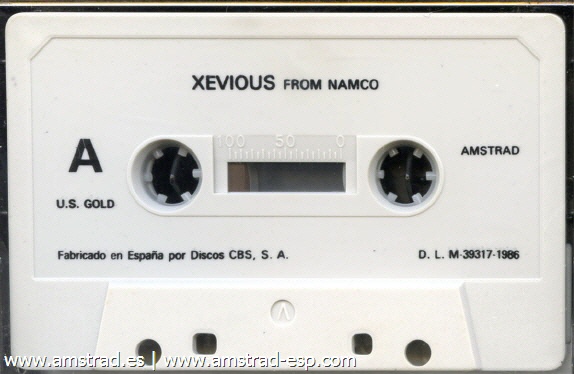 XEVIOUS FROM NAMCO
A
100 50 0
AMSTRAD
U.S. GOLD
Fabricado en España por Discos CBS, S. A.
D. L. M-39317-1986
www.amstrad.es | www.amstrad-esp.com